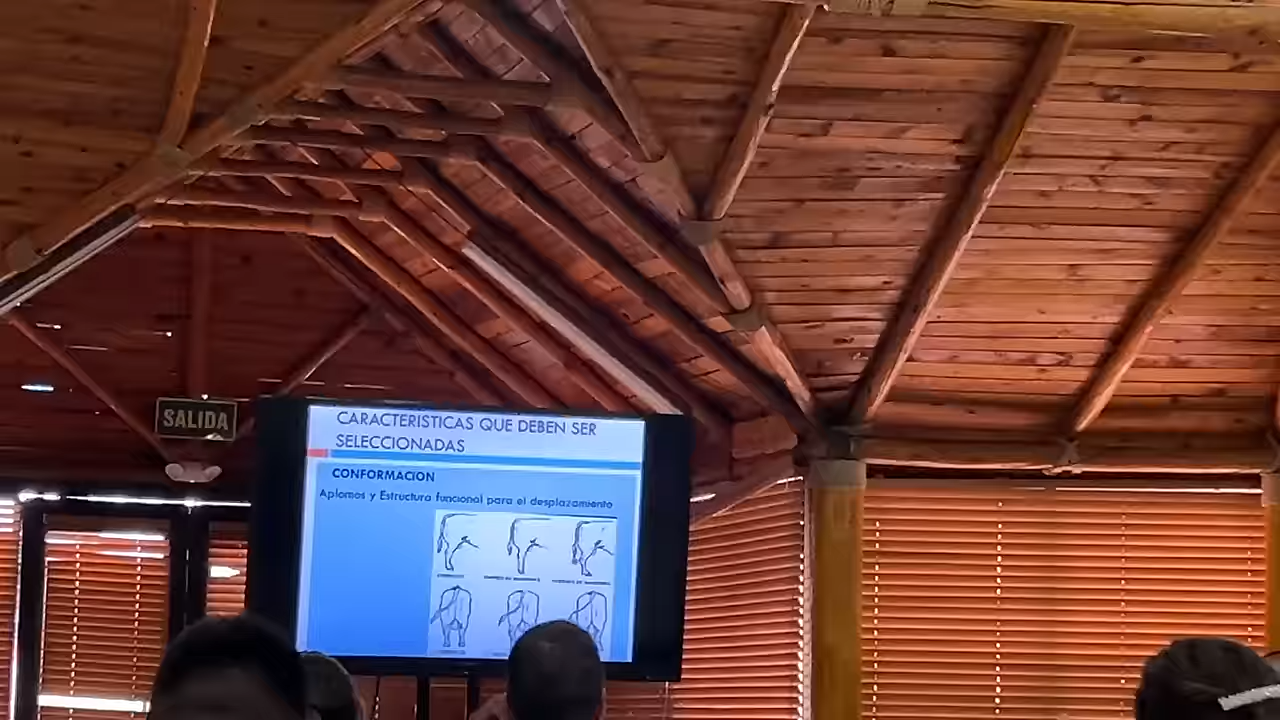 SALIDA
CARACTERISTICAS QUE DEBEN SER
SELECCIONADAS
CONFORMACION
Aplomos y Estructura funcional para el desplazamiento